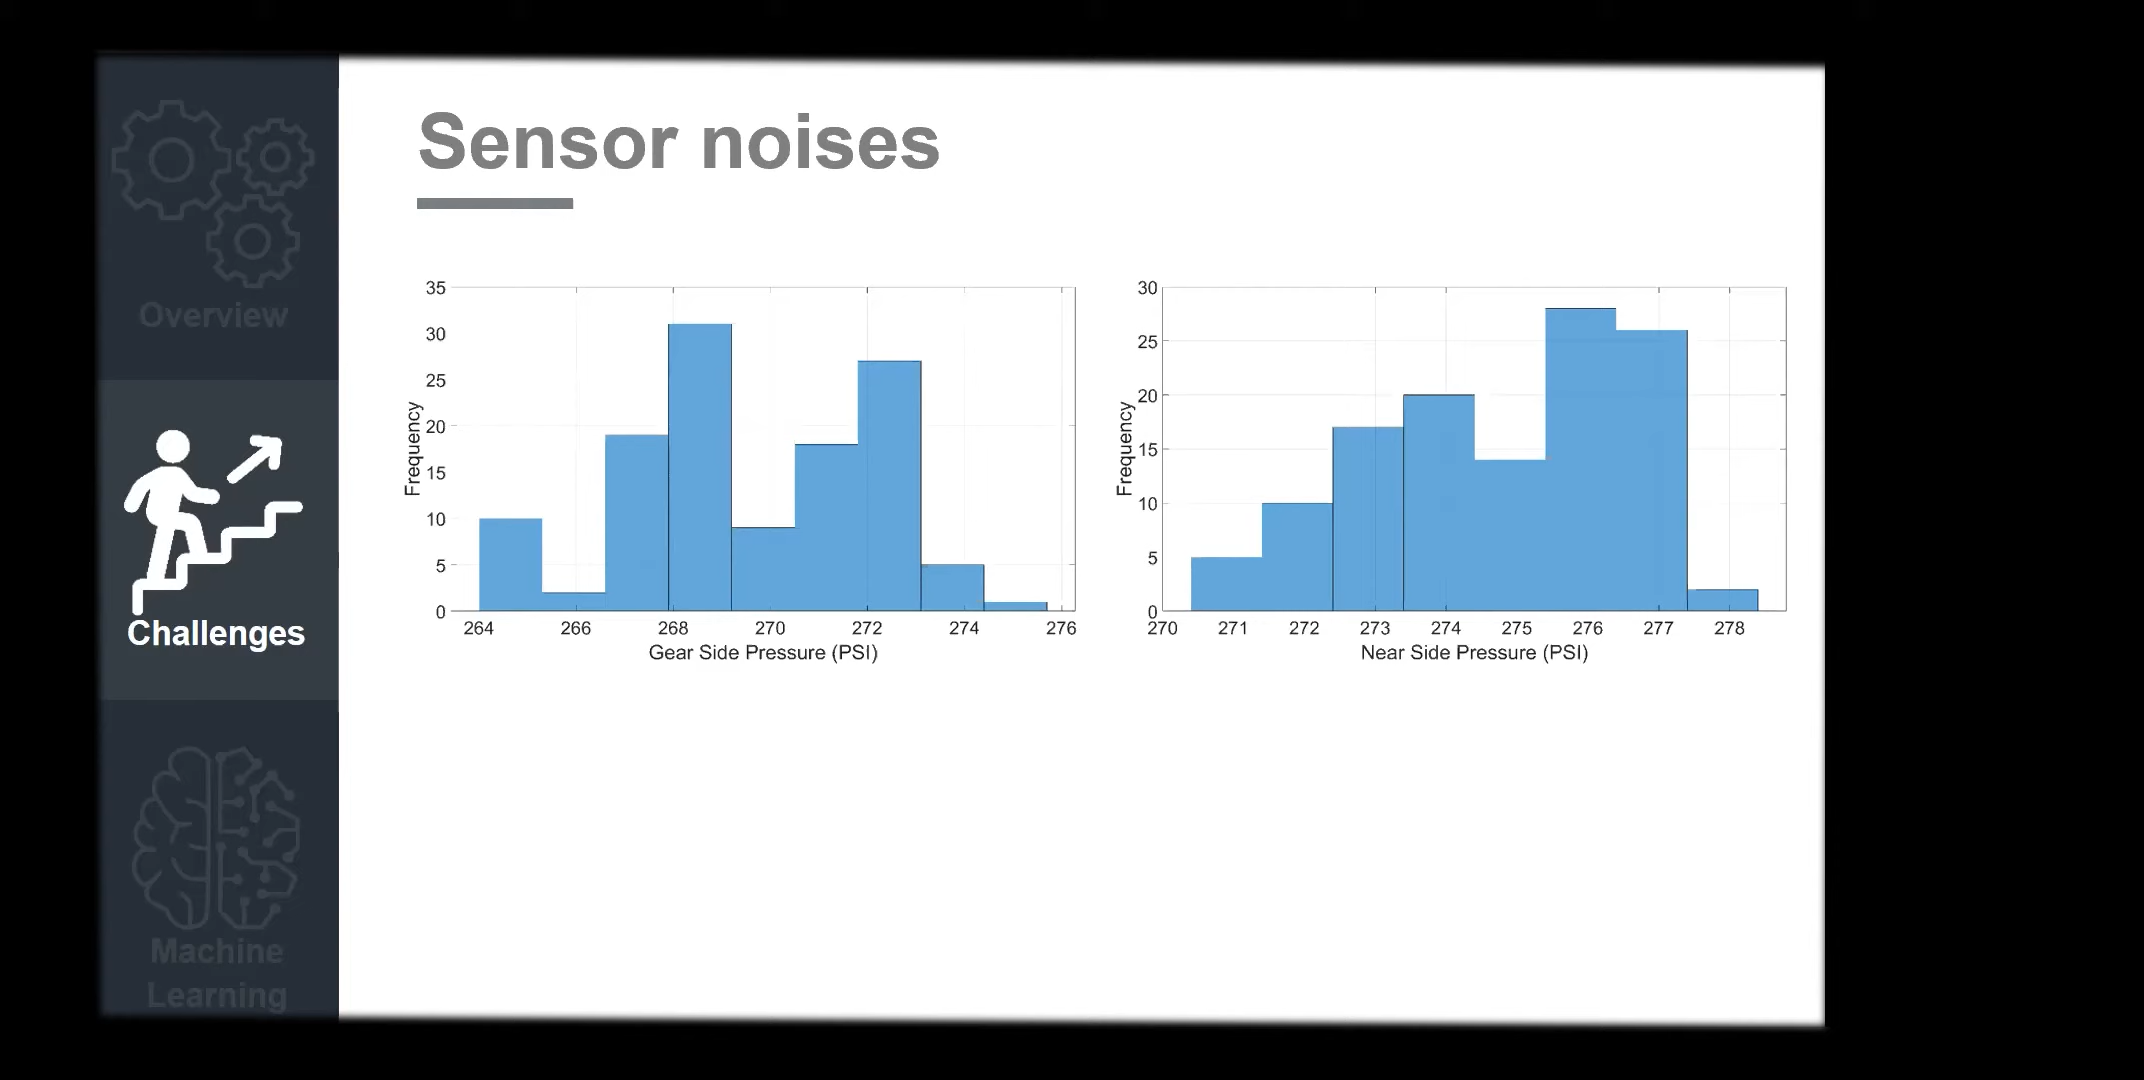 Overview
Challenges
Machine
Learning
Sensor noises
35
30
25
20
15
10
5
0
Frequency
264 266 268 270 272 274 276
Gear Side Pressure (PSI)
30
25
20
15
10
5
0
Frequency
270 271 272 273 274 275 276 277 278
Near Side Pressure (PSI)